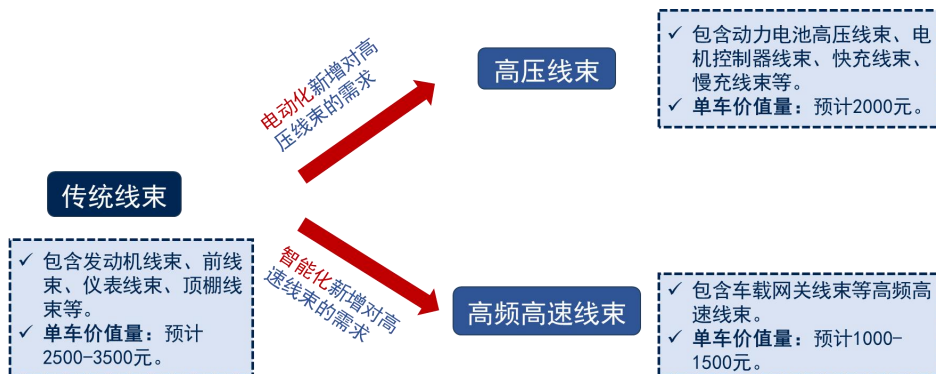 ✓ 包含动力电池高压线束、电
机控制器线束、快充线束、
慢充线束等。
✓ 单车价值量：预计2000元。
高压线束
电动化新增对高
压线束的需求
传统线束
✓ 包含发动机线束、前线
束、仪表线束、顶棚线
束等。
✓ 单车价值量：预计
2500-3500元。
智能化新增对高
速线束的需求
高频高速线束
✓ 包含车载网关线束等高频高
速线束。
✓ 单车价值量：预计1000-
1500元。